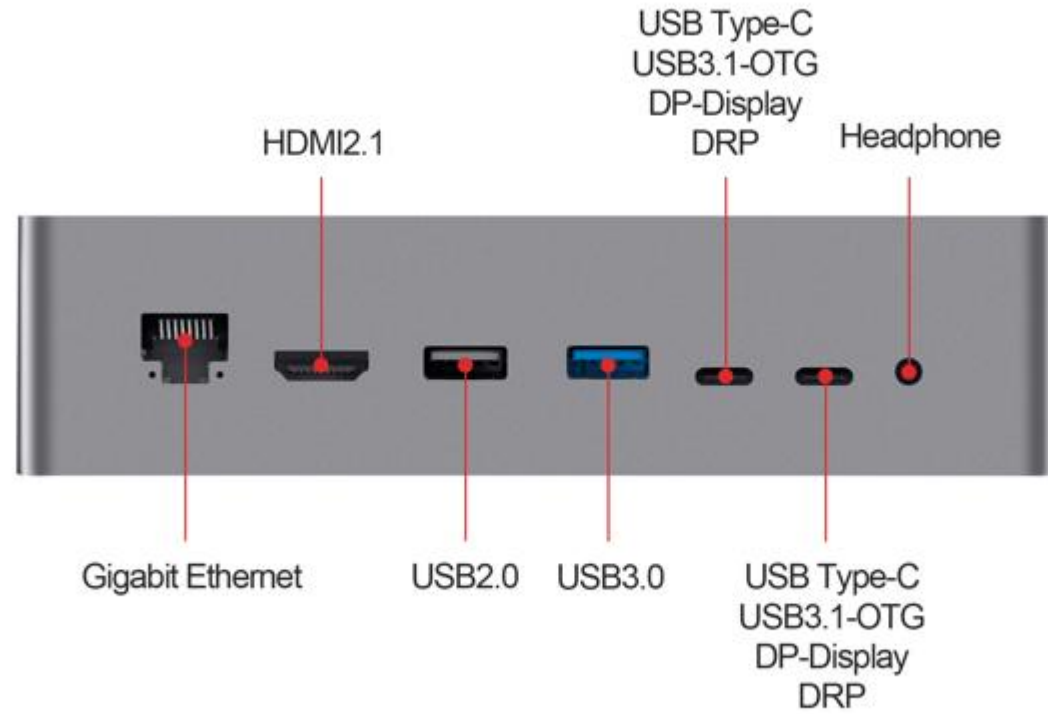 USB Type-C
USB3.1-OTG
DP-Display
DRP
HDMI2.1
Headphone
Gigabit Ethernet
USB2.0
USB3.0
USB Type-C
USB3.1-OTG
DP-Display
DRP